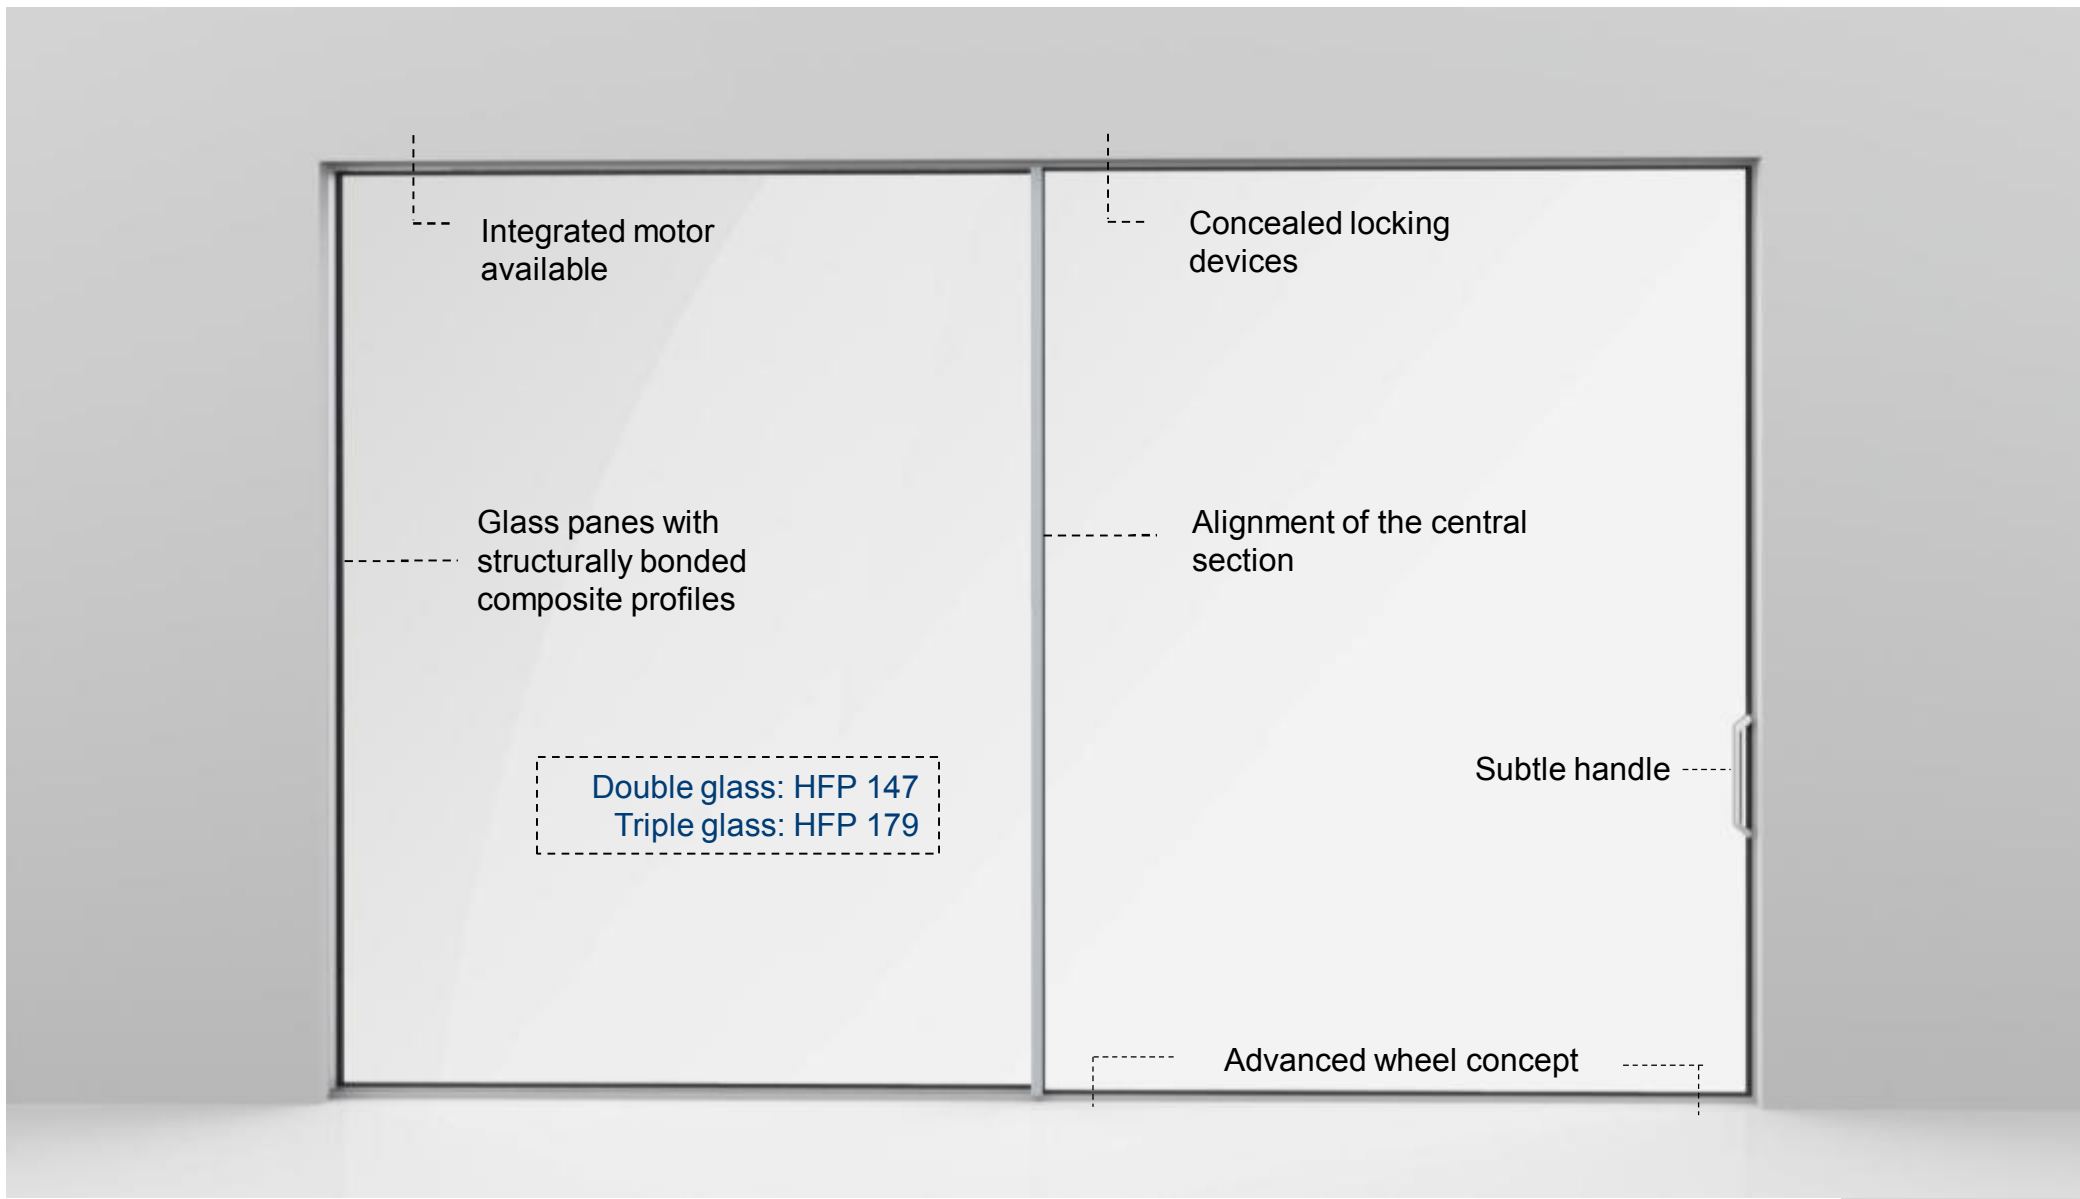 Integrated motor
available
Concealed locking
devices
Glass panes with
structurally bonded
composite profiles
Alignment of the central
section
Double glass: HFP 147
Triple glass: HFP 179
Subtle handle
Advanced wheel concept